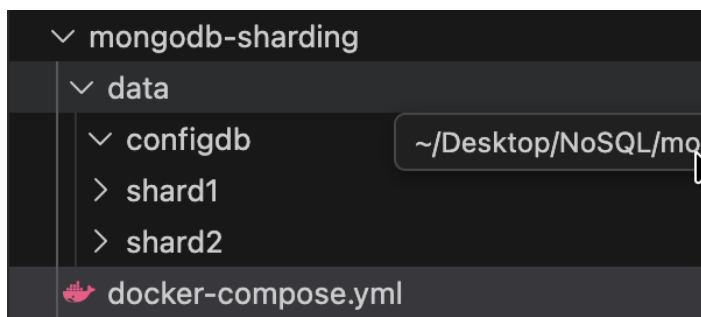 mongodb-sharding
data
configdb
~/Desktop/NoSQL/mo
shard1
shard2
docker-compose.yml